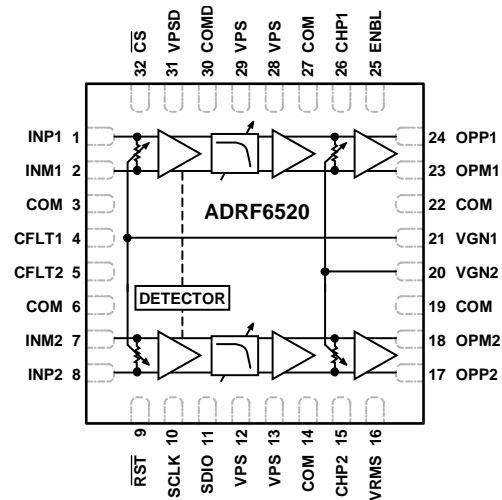 32 CS
31 VPSD
30 COMD
29 VPS
28 VPS
27 COM
26 CHP1
25 ENBL
INP1 1
INM1 2
COM 3
CFLT1 4
CFLT2 5
COM 6
INM2 7
INP2 8
ADRF6520
DETECTOR
24 OPP1
23 OPM1
22 COM
21 VGN1
20 VGN2
19 COM
18 OPM2
17 OPP2
RST 9
SCLK 10
SDIO 11
VPS 12
VPS 13
COM 14
CHP2 15
VRMS 16